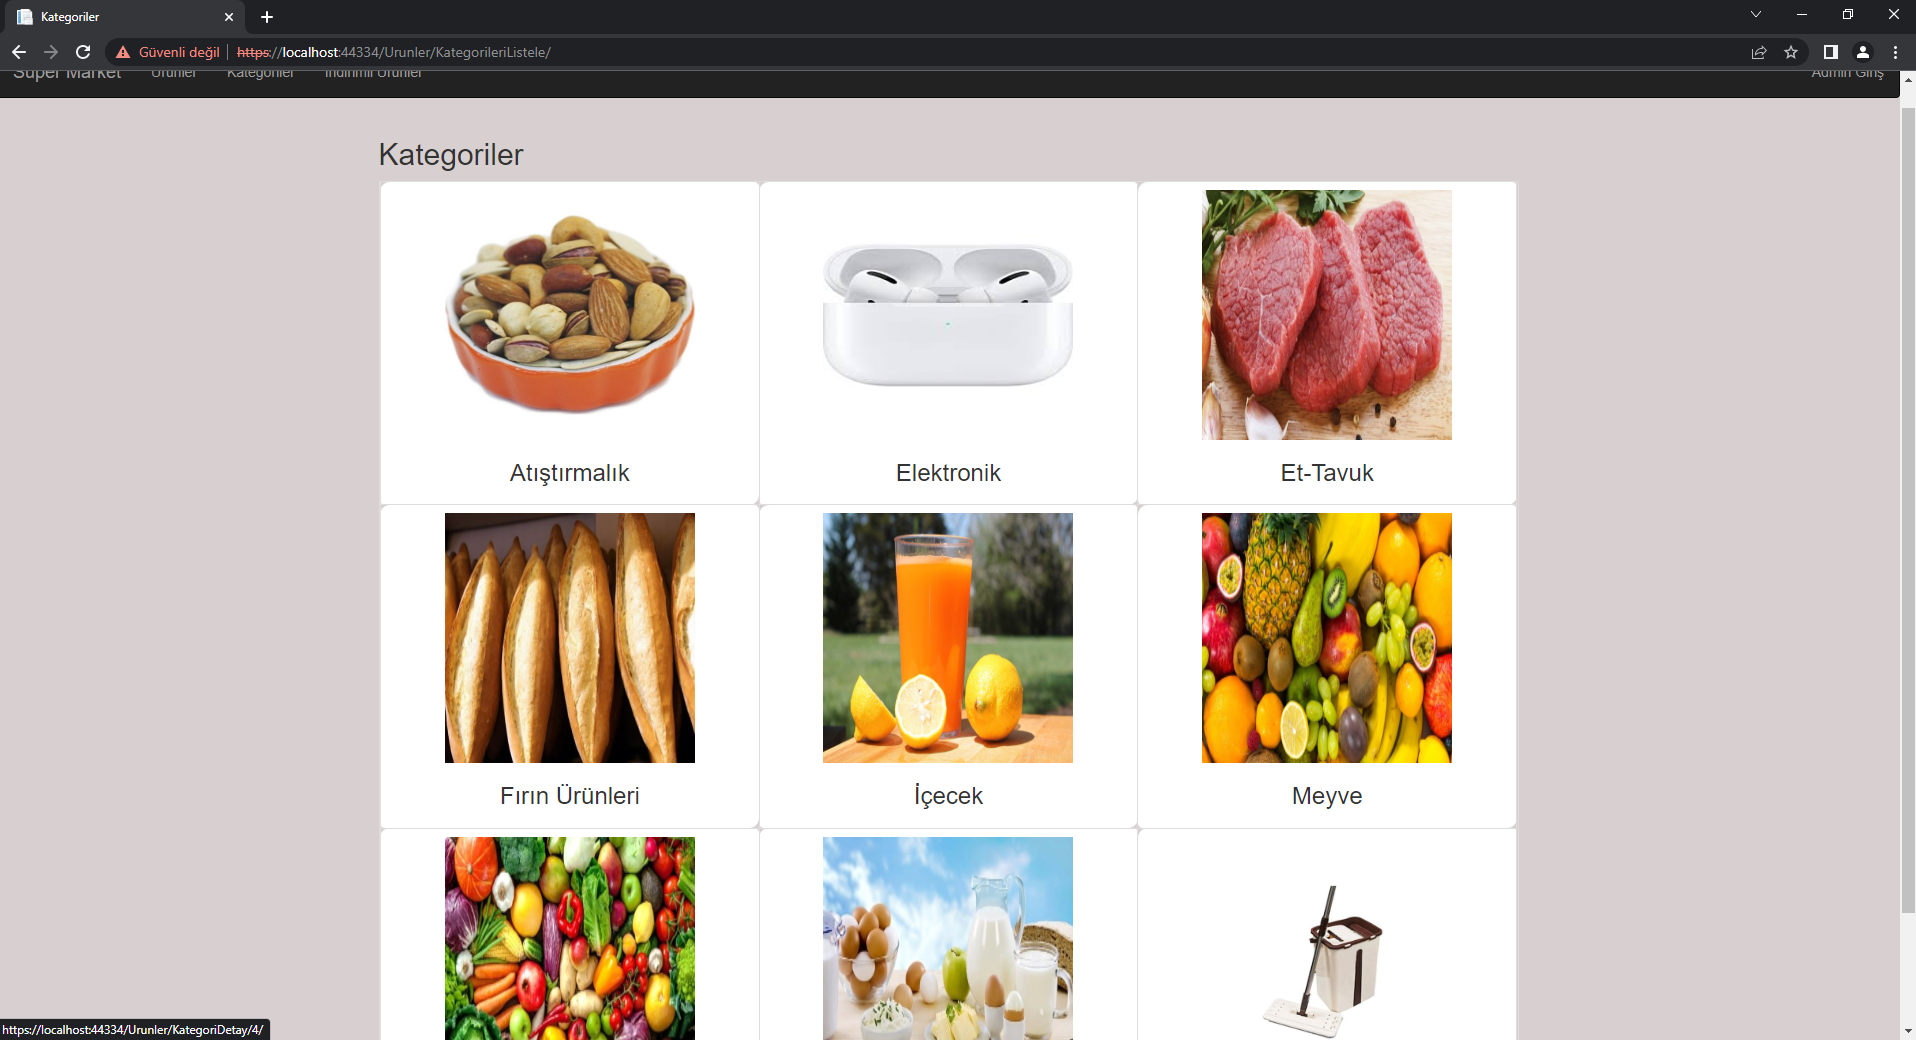 Kategoriler
Güvenli değil
https://localhost:44334/Urunler/KategorileriListele/
Süper Market Ürünler Kategoriler İndirimli Ürünler Admin Giriş
Kategoriler
Atıştırmalık
Elektronik
Et-Tavuk
Fırın Ürünleri
İçecek
Meyve
https://localhost:44334/Urunler/KategoriDetay/4/